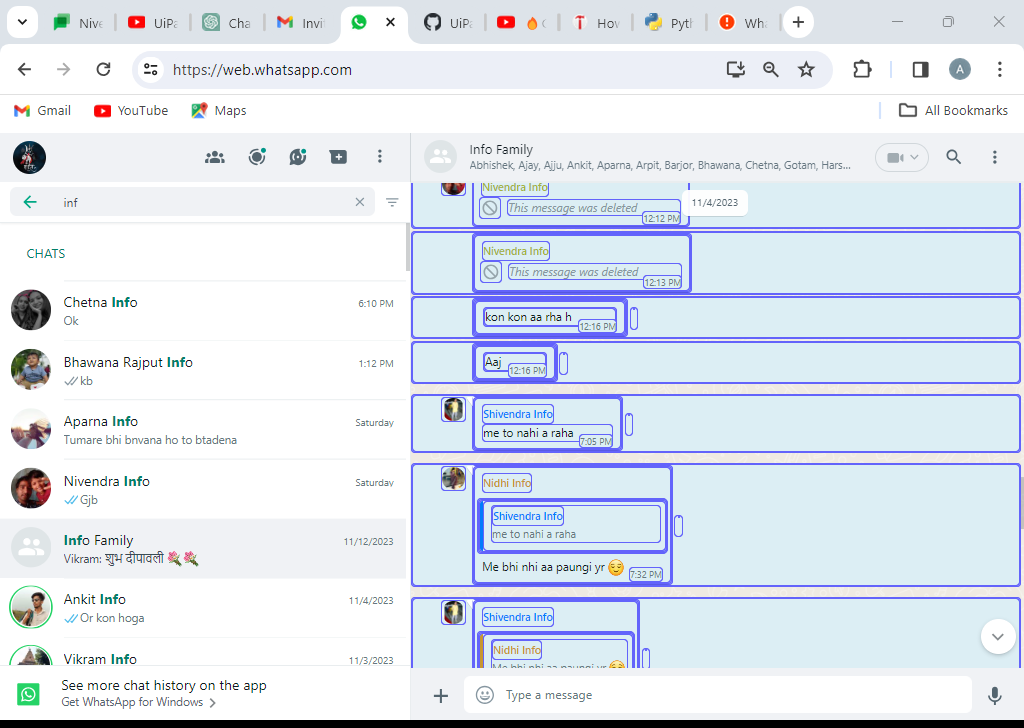 Nive
UiPa
Cha
Invi
UiPa
C
How
Pyth
Wha
https://web.whatsapp.com
A
Gmail
YouTube
Maps
All Bookmarks
Info Family
Abhishek, Ajay, Ajju, Ankit, Aparna, Arpit, Barjor, Bhawana, Chetna, Gotam, Hars...
inf
CHATS
Chetna Info
6:10 PM
Ok
Bhawana Rajput Info
1:12 PM
kb
Aparna Info
Saturday
Tumare bhi bnvana ho to btadena
Nivendra Info
Saturday
Gjb
Info Family
11/12/2023
Vikram: शुभ दीपावली 💐💐
Ankit Info
11/4/2023
Or kon hoga
Vikram Info
11/3/2023
See more chat history on the app
Get WhatsApp for Windows
11/4/2023
Nivendra Info
This message was deleted
12:12 PM
Nivendra Info
This message was deleted
12:13 PM
kon kon aa rha h
12:16 PM
Aaj
12:16 PM
Shivendra Info
me to nahi a raha
7:05 PM
Nidhi Info
Shivendra Info
me to nahi a raha
Me bhi nhi aa paungi yr 😌
7:32 PM
Shivendra Info
Nidhi Info
Me bhi nhi aa paungi yr 😌
Type a message